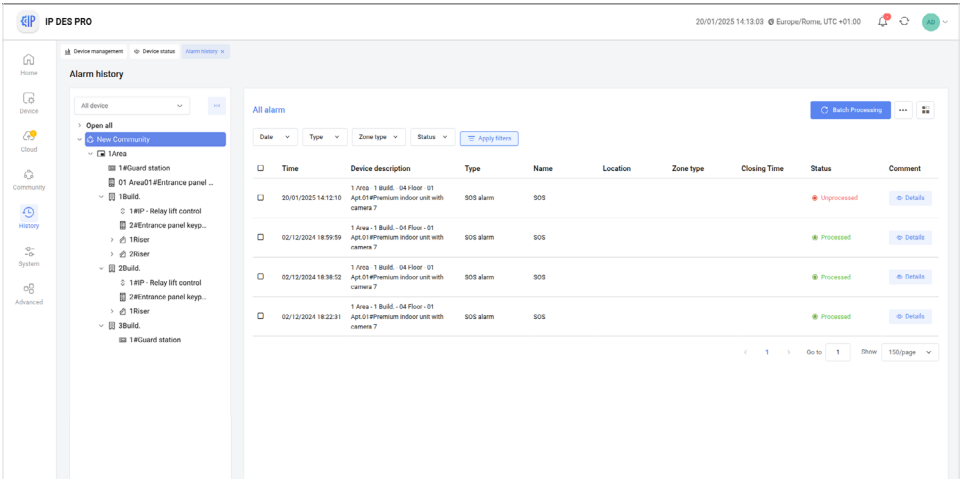 IP DES PRO
20/01/2025 14:13:03 Europe/Rome, UTC +01.00
AD
Device management Device status Alarm history ×
Home
Device
Cloud
Community
History
System
Advanced
Alarm history
All device
Open all
New Community
1Area
1#Guard station
01 Area01#Entrance panel ...
1Build.
1#IP - Relay lift control
2#Entrance panel keyp...
1Riser
2Riser
2Build.
1#IP - Relay lift control
2#Entrance panel keyp...
1Riser
3Build.
1#Guard station
All alarm
Batch Processing
Date Type Zone type Status Apply filters
Time Device description Type Name Location Zone type Closing Time Status Comment
1 Area - 1 Build. - 04 Floor - 01
20/01/2025 14:12:10 Apt.01#Premium indoor unit with SOS alarm SOS Unprocessed Details
camera 7
1 Area - 1 Build. - 04 Floor - 01
02/12/2024 18:59:59 Apt.01#Premium indoor unit with SOS alarm SOS Processed Details
camera 7
1 Area - 1 Build. - 04 Floor - 01
02/12/2024 18:38:52 Apt.01#Premium indoor unit with SOS alarm SOS Processed Details
camera 7
1 Area - 1 Build. - 04 Floor - 01
02/12/2024 18:22:31 Apt.01#Premium indoor unit with SOS alarm SOS Processed Details
camera 7
< 1 > Go to 1 Show 150/page